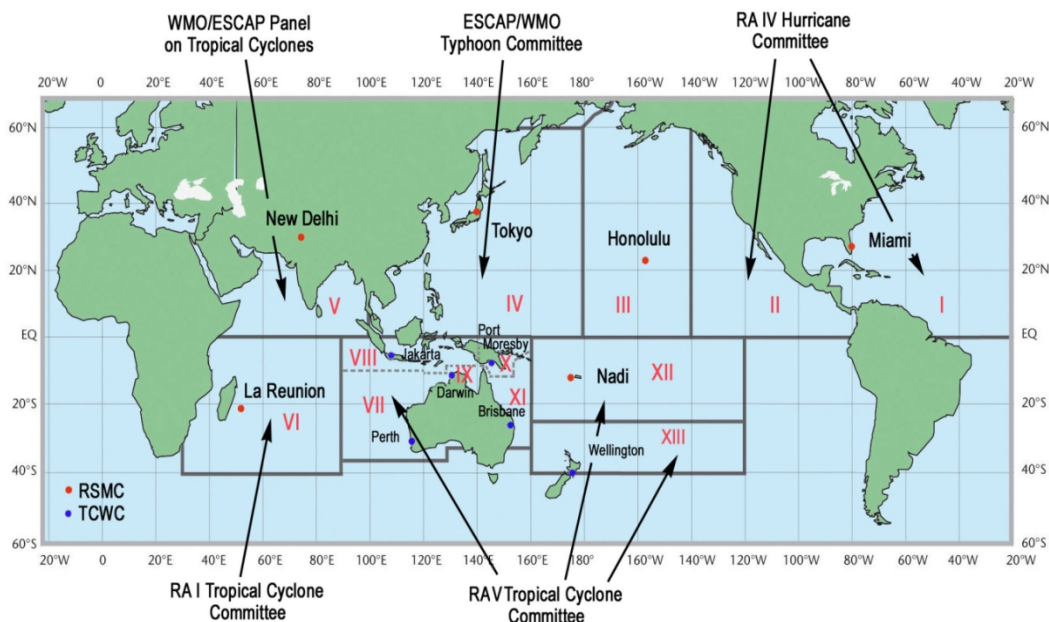 WMO/ESCAP Panel
on Tropical Cyclones
ESCAP/WMO
Typhoon Committee
RA IV Hurricane
Committee
20°W 0° 20°E 40°E 60°E 80°E 100°E 120°E 140°E 160°E 180° 160°W 140°W 120°W 100°W 80°W 60°W 40°W 20°W
60°N 60°N
40°N 40°N
New Delhi
Tokyo
Honolulu
Miami
20°N 20°N
V IV III II I
EQ EQ
Port
Moresby
VIII Jakarta
IX X
Darwin
La Reunion
Nadi XII
VII XI
20°S 20°S
VI
Brisbane
Perth
Wellington XIII
40°S 40°S
RSMC
TCWC
60°S 60°S
20°W 0° 20°E 40°E 60°E 80°E 100°E 120°E 140°E 160°E 180° 160°W 140°W 120°W 100°W 80°W 60°W 40°W 20°W
RA I Tropical Cyclone
Committee
RA V Tropical Cyclone
Committee